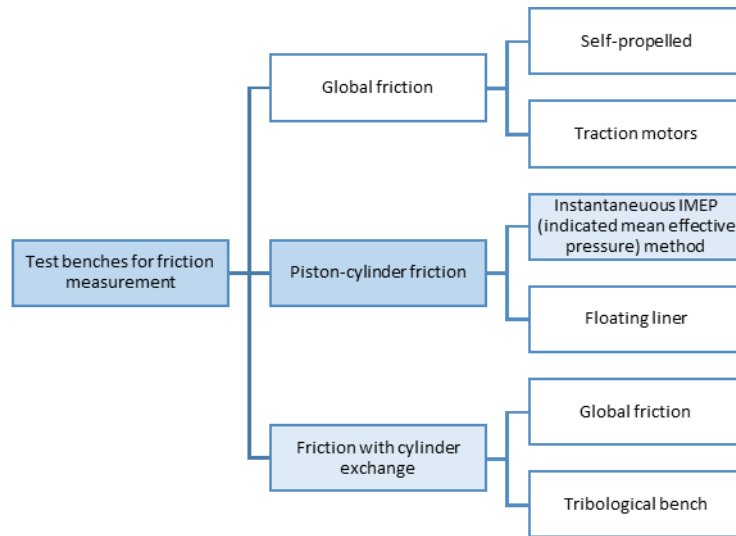 Self-propelled
Global friction
Traction motors
Instantaneous IMEP
(indicated mean effective
pressure) method
Test benches for friction
measurement
Piston-cylinder friction
Floating liner
Global friction
Friction with cylinder
exchange
Tribological bench